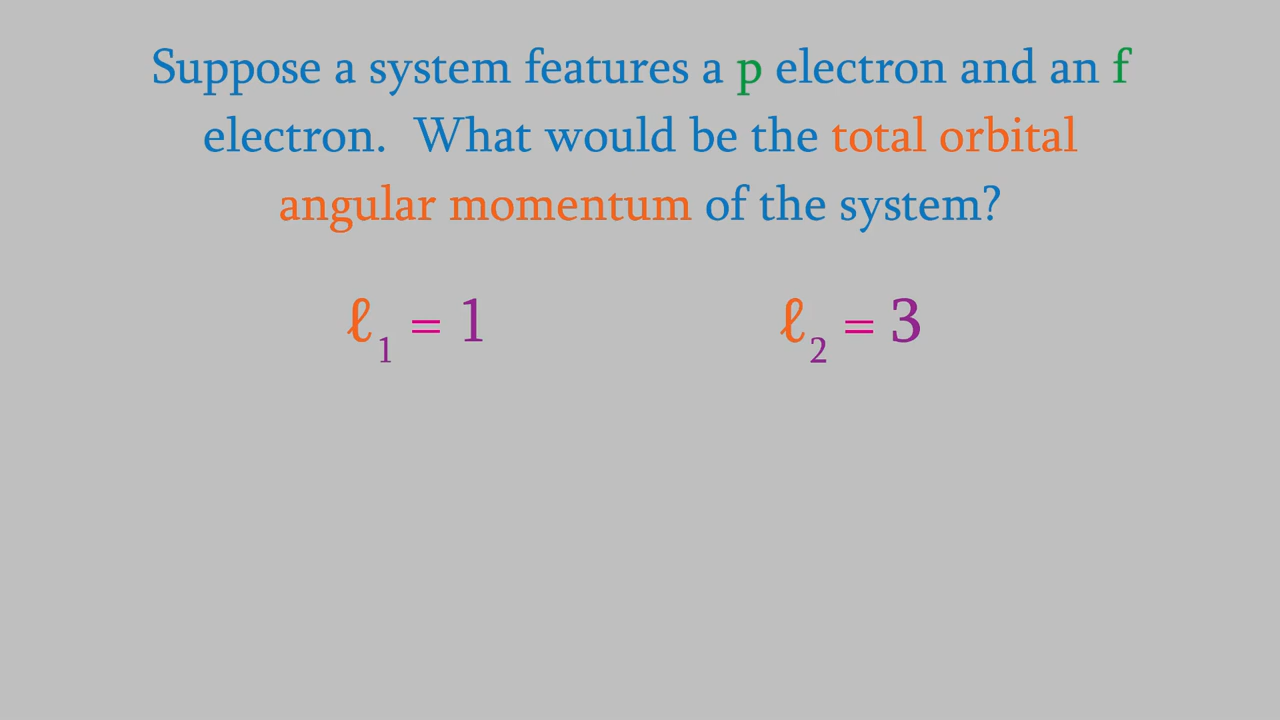 Suppose a system features a p electron and an f
electron.  What would be the total orbital
angular momentum of the system?
ℓ₁ = 1 ℓ₂ = 3